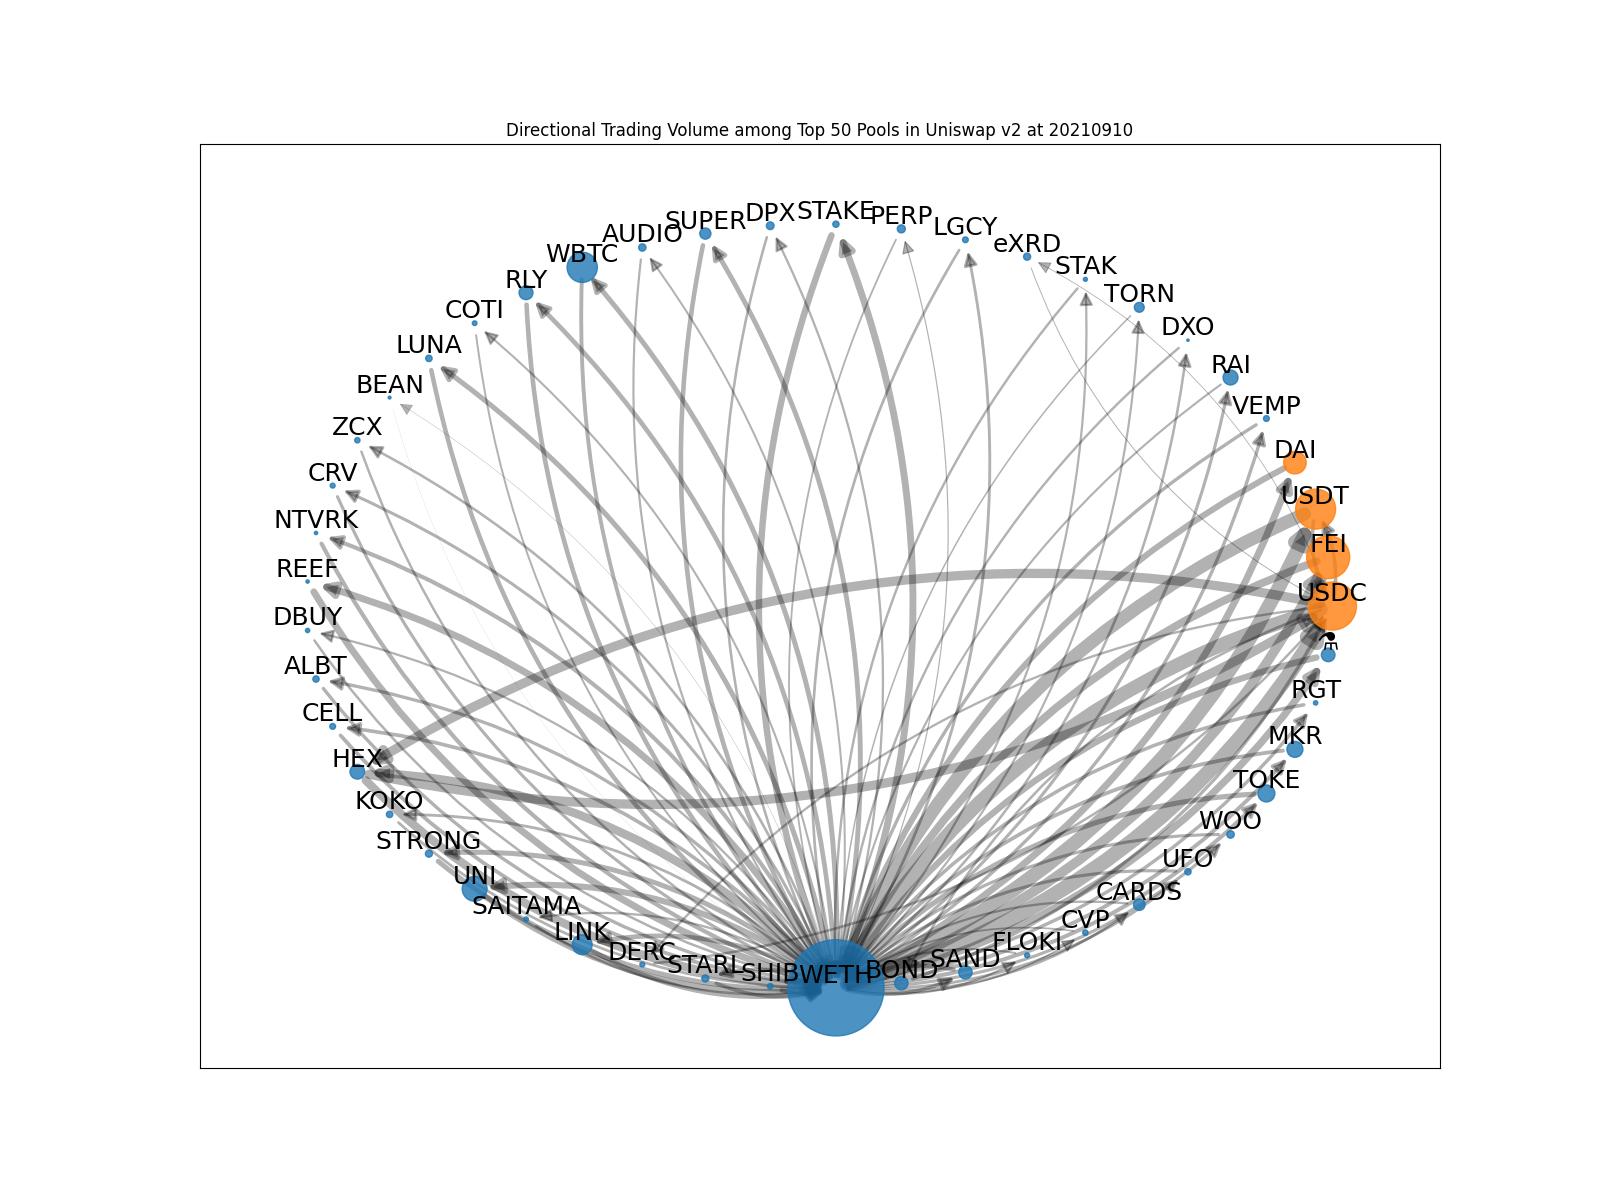 Directional Trading Volume among Top 50 Pools in Uniswap v2 at 20210910
STAKE
DPX
PERP
SUPER
LGCY
AUDIO
eXRD
WBTC
STAK
RLY
TORN
COTI
DXO
LUNA
RAI
BEAN
VEMP
ZCX
DAI
CRV
USDT
NTVRK
FEI
REEF
USDC
DBUY
⚗
ALBT
RGT
CELL
MKR
HEX
TOKE
KOKO
WOO
STRONG
UFO
UNI
CARDS
SAITAMA
CVP
LINK
FLOKI
DERC
SAND
STARL
BOND
SHIB
WETH